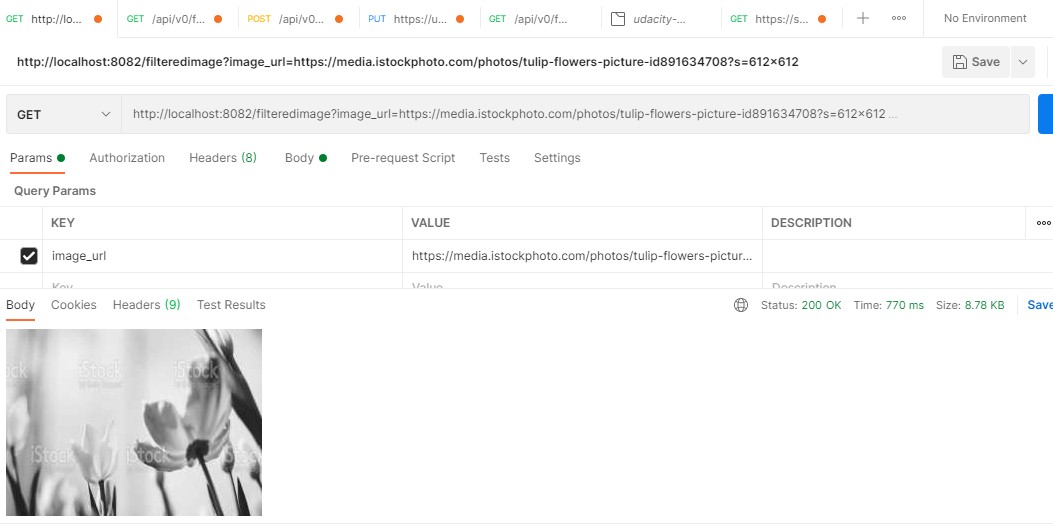 GET http://lo... GET /api/v0/f... POST /api/v0... PUT https://u... GET /api/v0/f... udacity-... GET https://s... No Environment
http://localhost:8082/filteredimage?image_url=https://media.istockphoto.com/photos/tulip-flowers-picture-id891634708?s=612×612 Save
GET http://localhost:8082/filteredimage?image_url=https://media.istockphoto.com/photos/tulip-flowers-picture-id891634708?s=612×612 ...
Params Authorization Headers (8) Body Pre-request Script Tests Settings
Query Params
KEY VALUE DESCRIPTION
image_url https://media.istockphoto.com/photos/tulip-flowers-pictur...
Key Value Description
Body Cookies Headers (9) Test Results Status: 200 OK Time: 770 ms Size: 8.78 KB Save
iStock iStock
iStock iStock